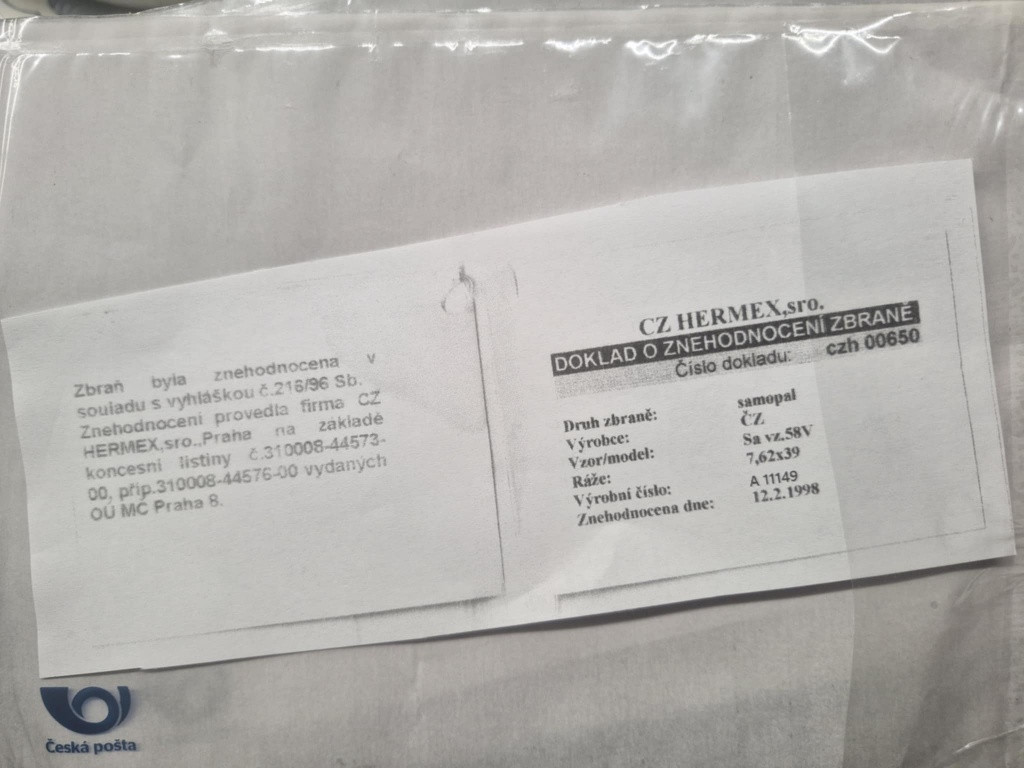 Zbraň byla znehodnocena v
souladu s vyhláškou č.216/96 Sb.
Znehodnocení provedla firma CZ
HERMEX,sro.,Praha na základě
koncesní listiny č.310008-44573-
00, příp.310008-44576-00 vydaných
OÚ MČ Praha 8.
CZ HERMEX,sro.
DOKLAD O ZNEHODNOCENÍ ZBRANĚ
Číslo dokladu: czh 00650
Druh zbraně: samopal
Výrobce: ČZ
Vzor/model: Sa vz.58V
Ráže: 7,62x39
Výrobní číslo: A 11149
Znehodnocena dne: 12.2.1998
Česká pošta